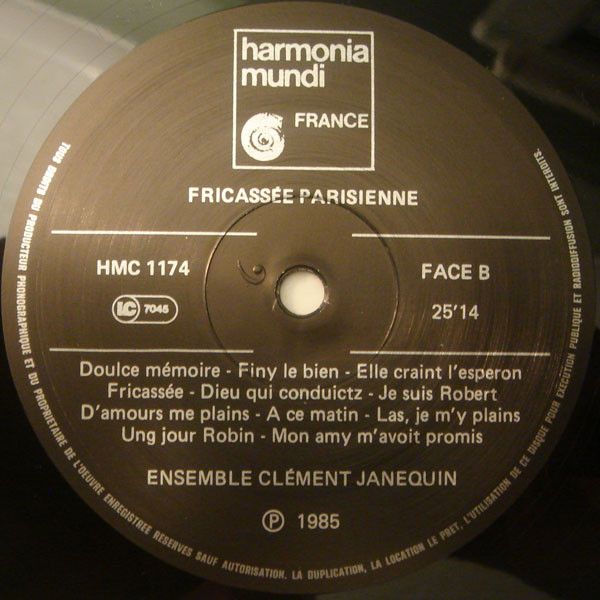 harmonia
mundi
FRANCE
FRICASSÉE PARISIENNE
HMC 1174
FACE B
LC 7045
25'14
Doulce mémoire - Finy le bien - Elle craint l'esperon
Fricassée - Dieu qui conduictz - Je suis Robert
D'amours me plains - A ce matin - Las, je m'y plains
Ung jour Robin - Mon amy m'avoit promis
ENSEMBLE CLÉMENT JANEQUIN
Ⓟ 1985
TOUS DROITS DU PRODUCTEUR PHONOGRAPHIQUE ET DU PROPRIETAIRE DE L'OEUVRE ENREGISTREE RESERVES SAUF AUTORISATION. LA DUPLICATION, LA LOCATION LE PRET, L'UTILISATION DE CE DISQUE POUR EXECUTION PUBLIQUE ET RADIODIFFUSION SONT INTERDITS.